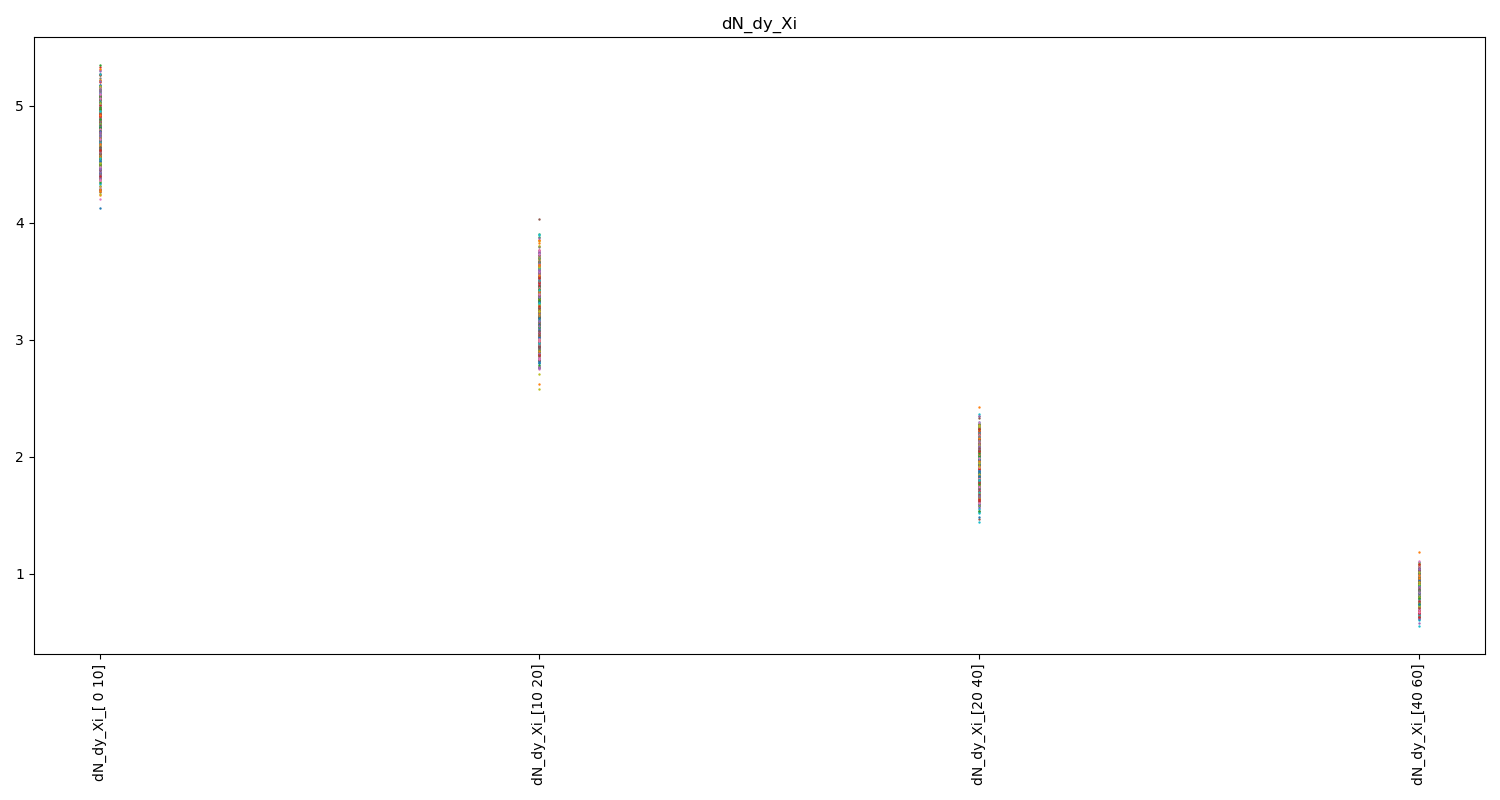 dN_dy_Xi
5
4
3
2
1
dN_dy_Xi_[ 0 10]
dN_dy_Xi_[10 20]
dN_dy_Xi_[20 40]
dN_dy_Xi_[40 60]